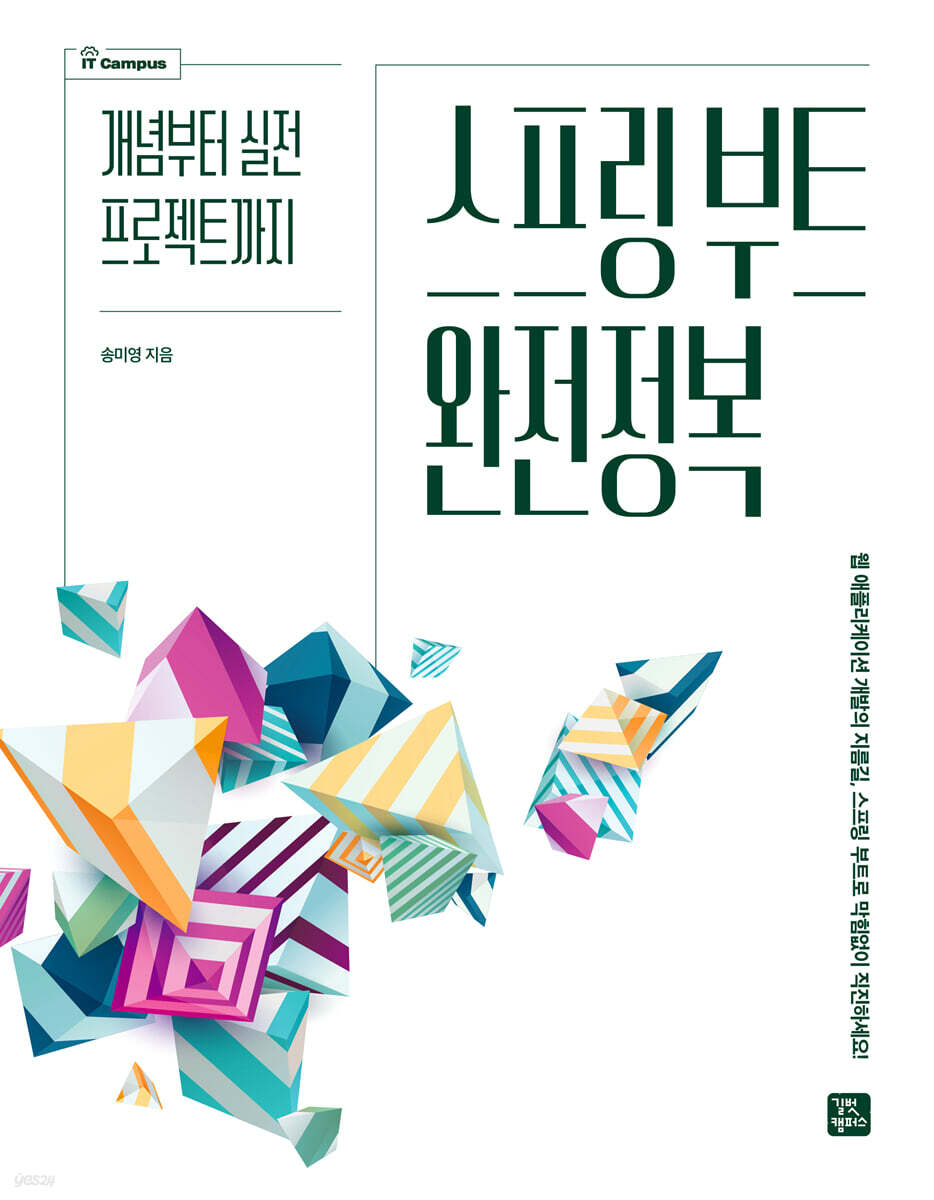 IT Campus
개념부터 실전
프로젝트까지
송미영 지음
스프링 부트
완전정복
웹 애플리케이션 개발의 지름길, 스프링 부트로 막힘없이 직진하세요!
길벗
캠퍼스
yes24